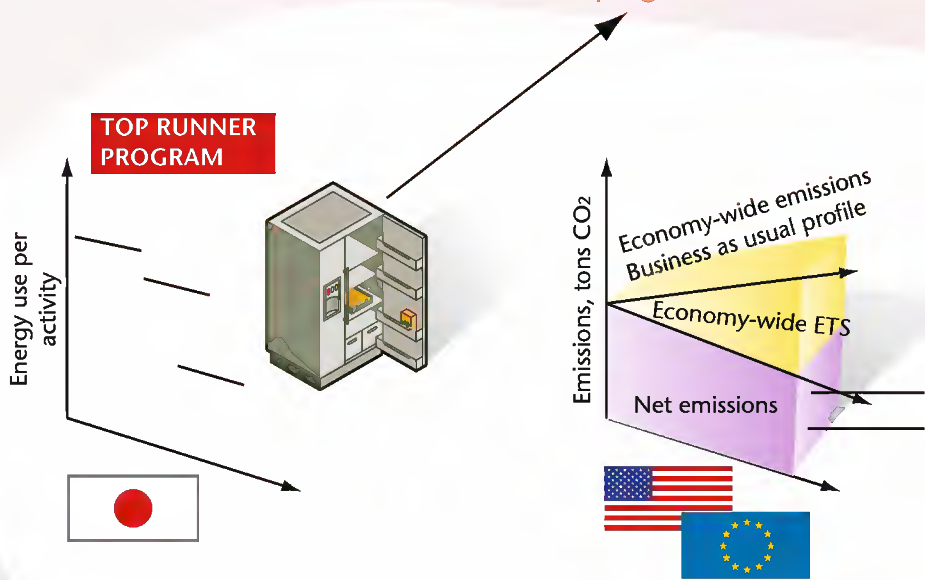 TOP RUNNER
PROGRAM
Energy use per
activity
Emissions, tons CO2
Economy-wide emissions
Business as usual profile
Economy-wide ETS
Net emissions